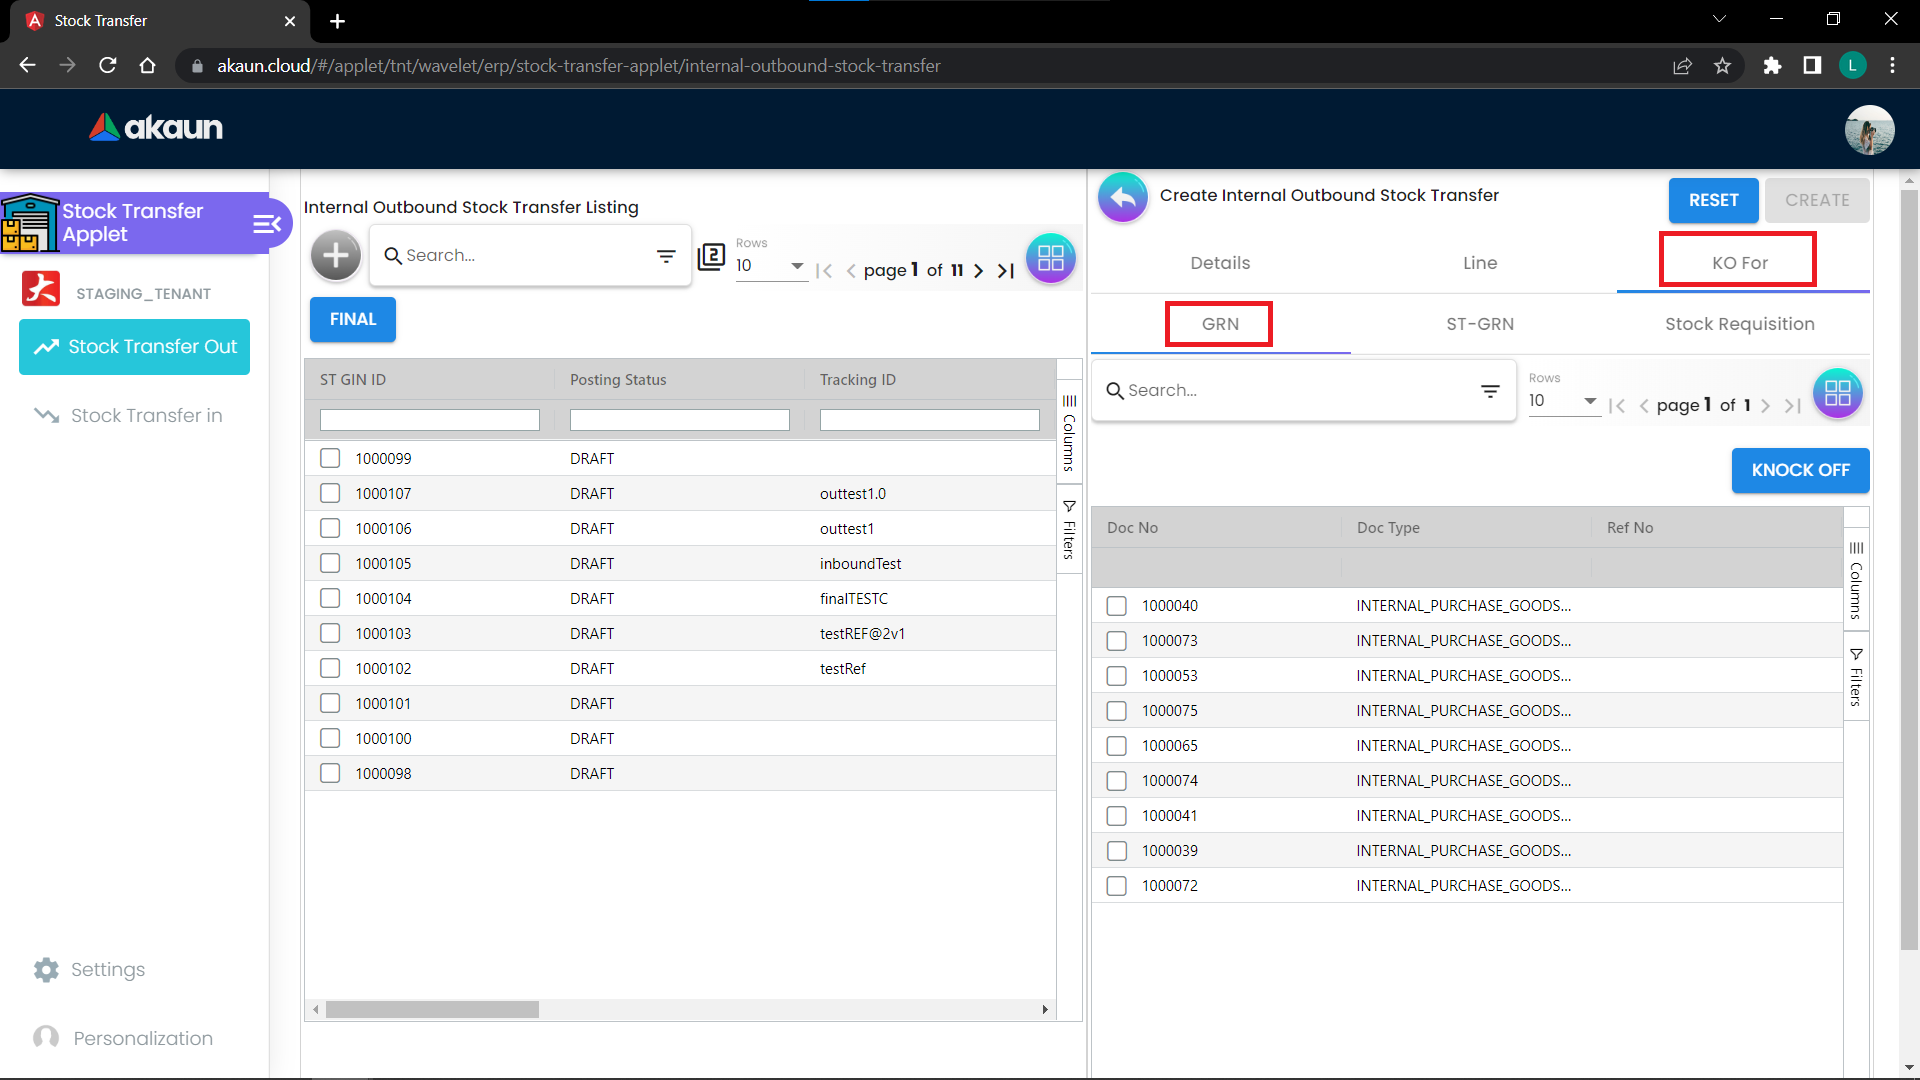 Stock Transfer
akaun.cloud/#/applet/tnt/wavelet/erp/stock-transfer-applet/internal-outbound-stock-transfer
L
akaun
Stock Transfer
Applet
STAGING_TENANT
Stock Transfer Out
Stock Transfer in
Settings
Personalization
Internal Outbound Stock Transfer Listing
Search...
2
Rows
10
page 1 of 11
FINAL
ST GIN ID Posting Status Tracking ID
1000099 DRAFT
1000107 DRAFT outtest1.0
1000106 DRAFT outtest1
1000105 DRAFT inboundTest
1000104 DRAFT finalTESTC
1000103 DRAFT testREF@2v1
1000102 DRAFT testRef
1000101 DRAFT
1000100 DRAFT
1000098 DRAFT
Columns
Filters
Create Internal Outbound Stock Transfer
RESET
CREATE
Details Line KO For
GRN ST-GRN Stock Requisition
Search...
Rows
10
page 1 of 1
KNOCK OFF
Doc No Doc Type Ref No
1000040 INTERNAL_PURCHASE_GOODS...
1000073 INTERNAL_PURCHASE_GOODS...
1000053 INTERNAL_PURCHASE_GOODS...
1000075 INTERNAL_PURCHASE_GOODS...
1000065 INTERNAL_PURCHASE_GOODS...
1000074 INTERNAL_PURCHASE_GOODS...
1000041 INTERNAL_PURCHASE_GOODS...
1000039 INTERNAL_PURCHASE_GOODS...
1000072 INTERNAL_PURCHASE_GOODS...
Columns
Filters